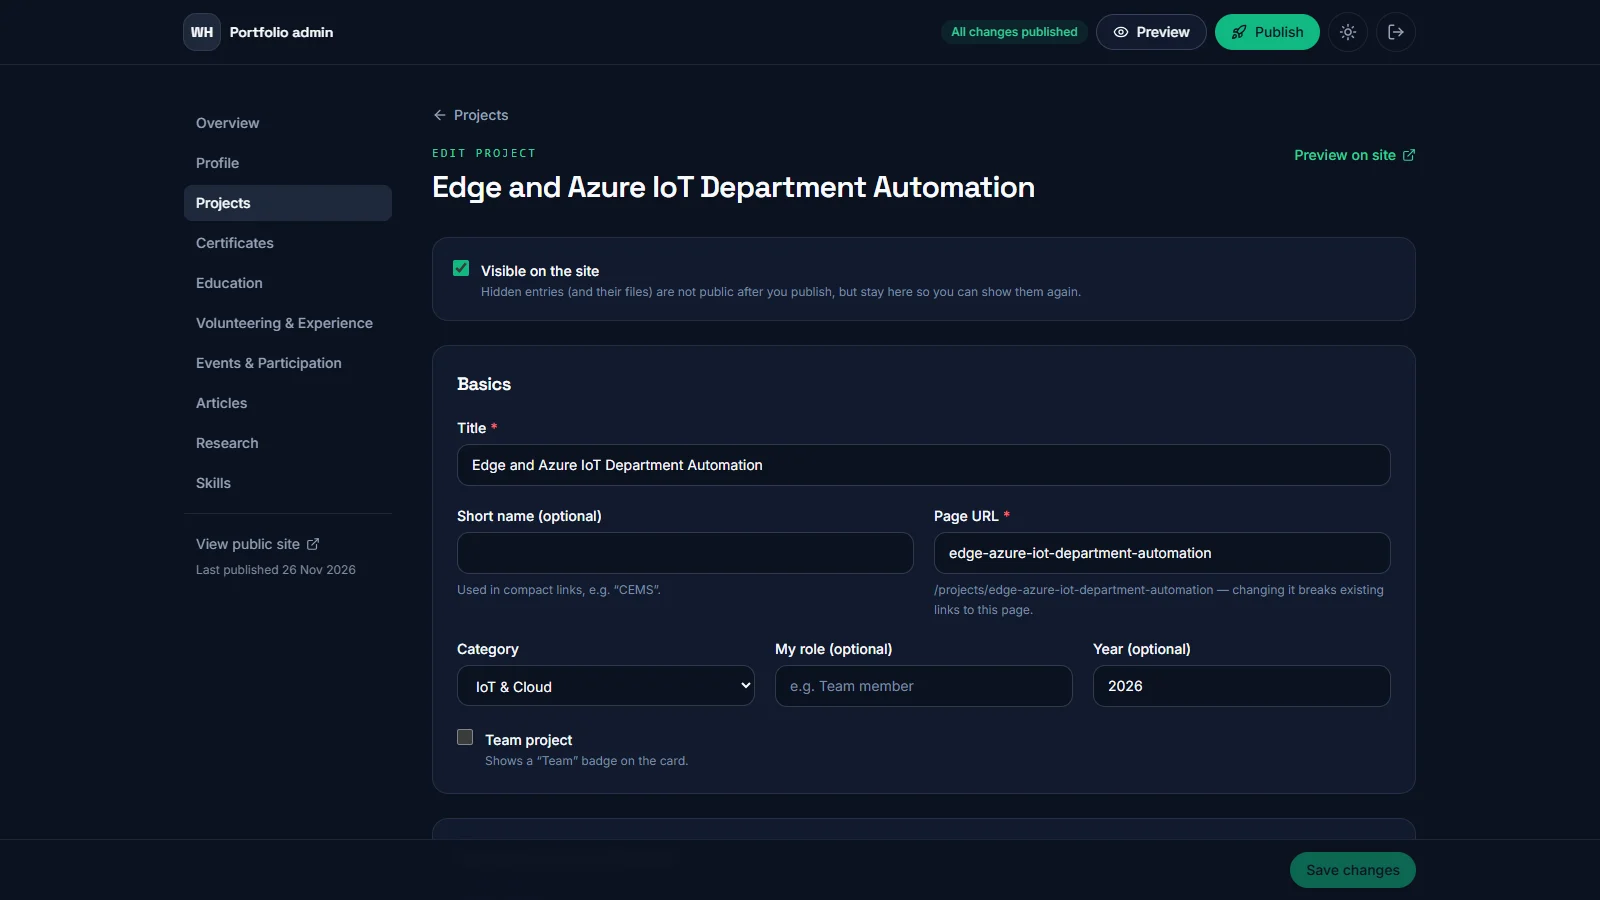 WH Portfolio admin
All changes published
Preview
Publish
Overview
Profile
Projects
Certificates
Education
Volunteering & Experience
Events & Participation
Articles
Research
Skills
View public site
Last published 26 Nov 2026
Projects
EDIT PROJECT
Preview on site
Edge and Azure IoT Department Automation
Visible on the site
Hidden entries (and their files) are not public after you publish, but stay here so you can show them again.
Basics
Title *
Edge and Azure IoT Department Automation
Short name (optional)
Used in compact links, e.g. “CEMS”.
Page URL *
edge-azure-iot-department-automation
/projects/edge-azure-iot-department-automation — changing it breaks existing
links to this page.
Category
IoT & Cloud
My role (optional)
e.g. Team member
Year (optional)
2026
Team project
Shows a “Team” badge on the card.
Save changes